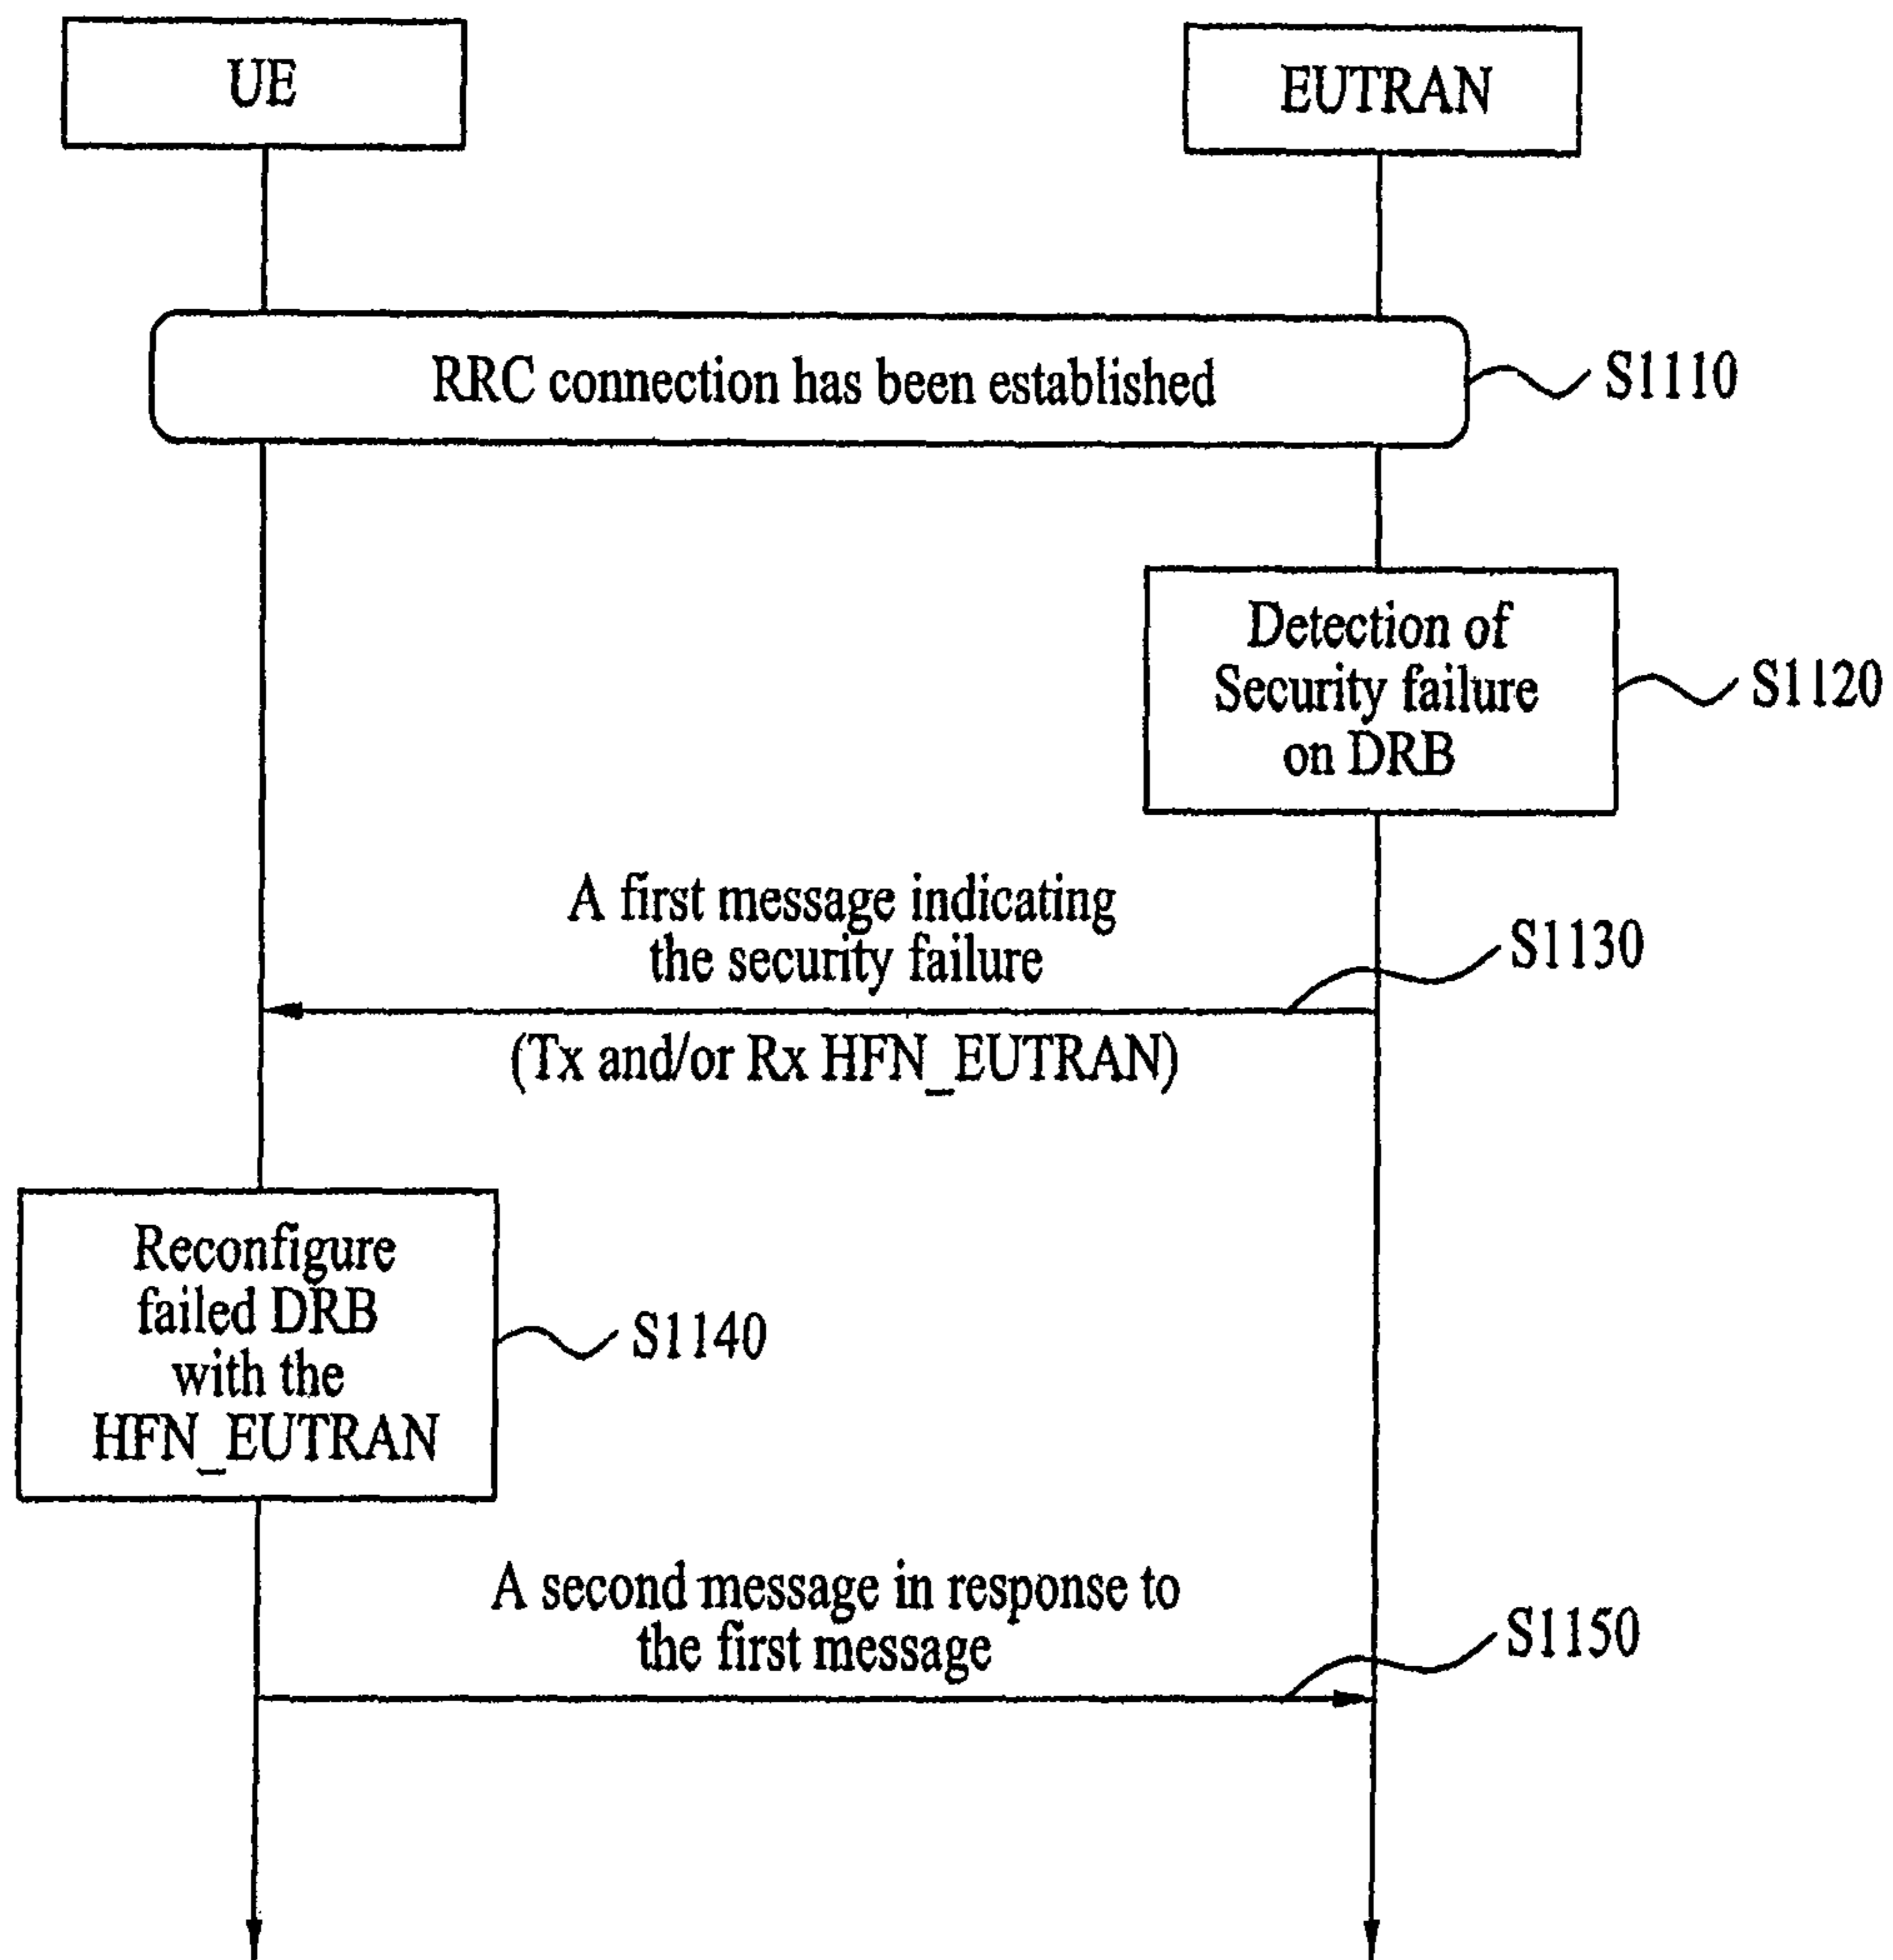 UE
EUTRAN
RRC connection has been established
S1110
Detection of
Security failure
on DRB
S1120
A first message indicating
the security failure
S1130
(Tx and/or Rx HFN_EUTRAN)
Reconfigure
failed DRB
with the
HFN_EUTRAN
S1140
A second message in response to
the first message
S1150